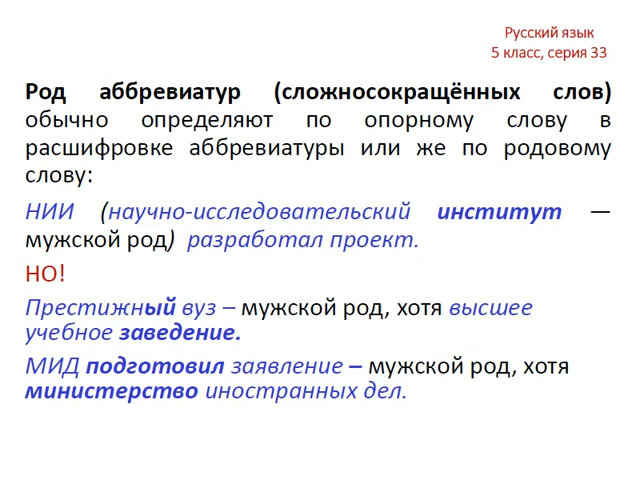 Русский язык
5 класс, серия 33
Род аббревиатур (сложносокращённых слов)
обычно определяют по опорному слову в
расшифровке аббревиатуры или же по родовому
слову:
НИИ (научно-исследовательский институт —
мужской род) разработал проект.
НО!
Престижный вуз – мужской род, хотя высшее
учебное заведение.
МИД подготовил заявление – мужской род, хотя
министерство иностранных дел.